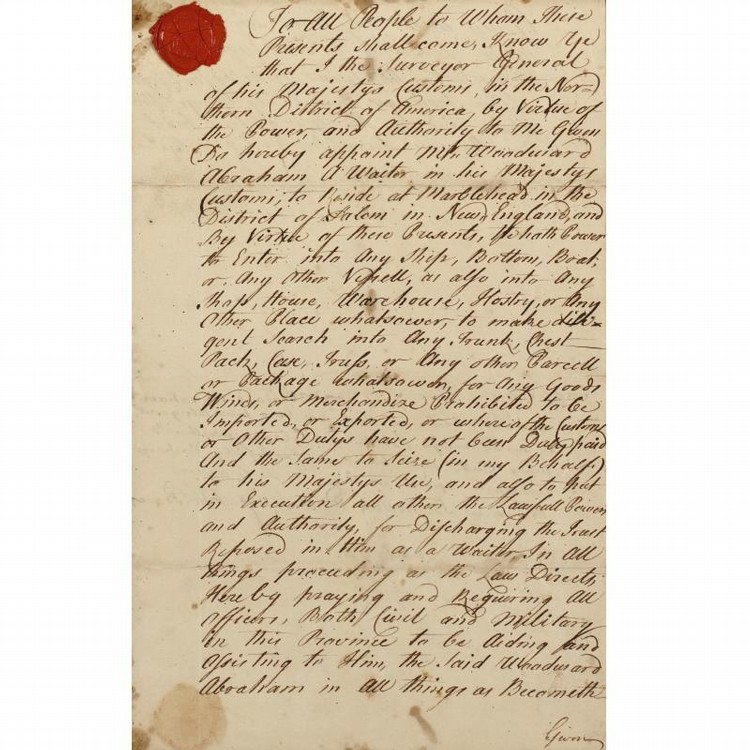 To All People to Whom These
Presents shall come, Know Ye
that I the Surveyor General
of his Majestys Customs, in the Nor=
thern District of America, by Virtue of
the Power, and Authority to Me Given
Do hereby appoint Mr. Woodward
Abraham A Waiter in his Majestys
Customs, to Reside at Marblehead in the
District of Salem in New England, and
By Virtue of these Presents, He hath Power
to Enter into Any Ship, Bottom, Boat,
or, Any Other Vessell, as also into Any
Shop, House, Warehouse, Hostry, or Any
Other Place whatsoever, to make dilli=
gent Search into Any Trunk, Chest
Pack, Case, Truss, or Any other Parcell
or Package whatsoever, for Any Goods
Wines, or Merchandize Prohibited to be
Imported, or Exported, or where of the Customs
or Other Dutys have not been Duly paid
And the Same to Seize (in my Behalf)
to his Majestys Use, and also to put
in Execution all other the Lawfull Powers
and Authority, for Discharging the Trust
Reposed in Him as a Waiter. In All
things proceeding as the Law Directs,
Hereby praying and Requiring All
Officers, Both Civil and Military
in this Province to be Aiding and
Assisting to Him, the Said Woodward
Abraham in All things as Becometh
Given